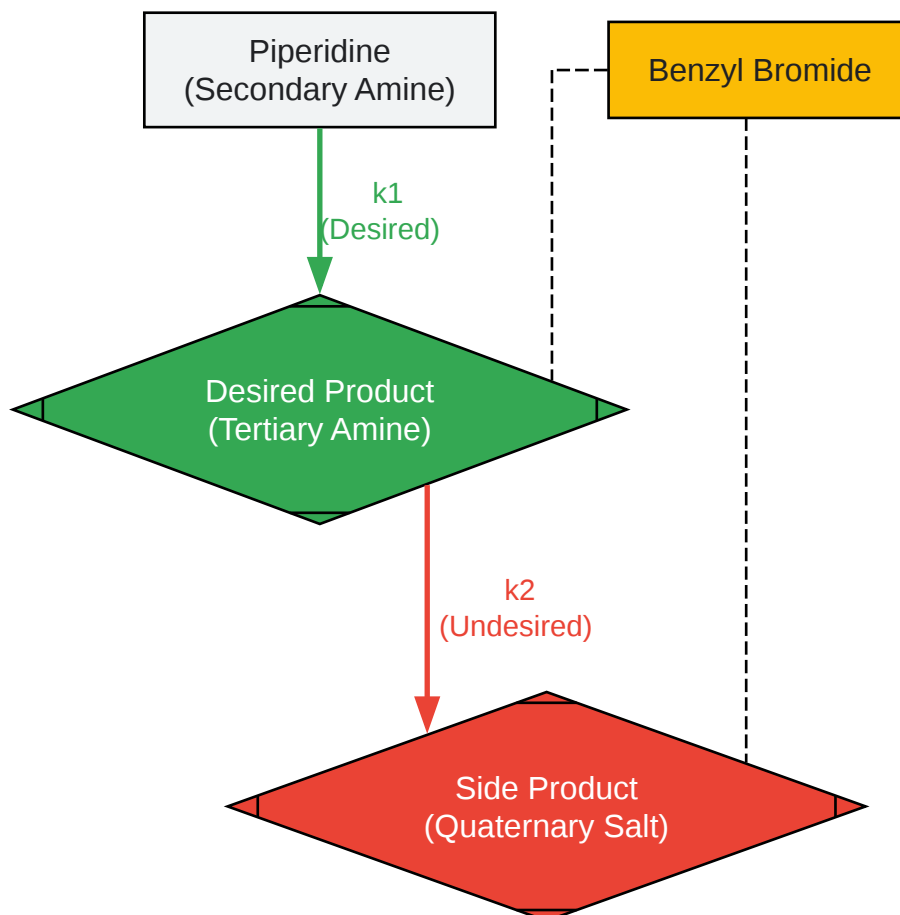 Piperidine
(Secondary Amine)
Benzyl Bromide
k1
(Desired)
Desired Product
(Tertiary Amine)
k2
(Undesired)
Side Product
(Quaternary Salt)